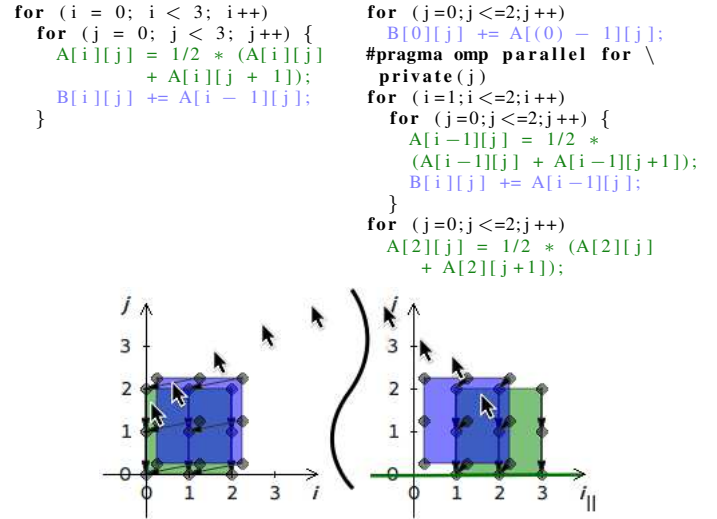 for (i = 0; i < 3; i++)
for (j = 0; j < 3; j++) {
A[i][j] = 1/2 * (A[i][j]
+ A[i][j + 1]);
B[i][j] += A[i - 1][j];
}
for (j=0;j<=2;j++)
B[0][j] += A[(0) - 1][j];
#pragma omp parallel for \
private(j)
for (i=1;i<=2;i++)
for (j=0;j<=2;j++) {
A[i-1][j] = 1/2 *
(A[i-1][j] + A[i-1][j+1]);
B[i][j] += A[i-1][j];
}
for (j=0;j<=2;j++)
A[2][j] = 1/2 * (A[2][j]
+ A[2][j+1]);
j
3
2
1
0
0 1 2 3 i
i
3
2
1
0
0 1 2 3 i||